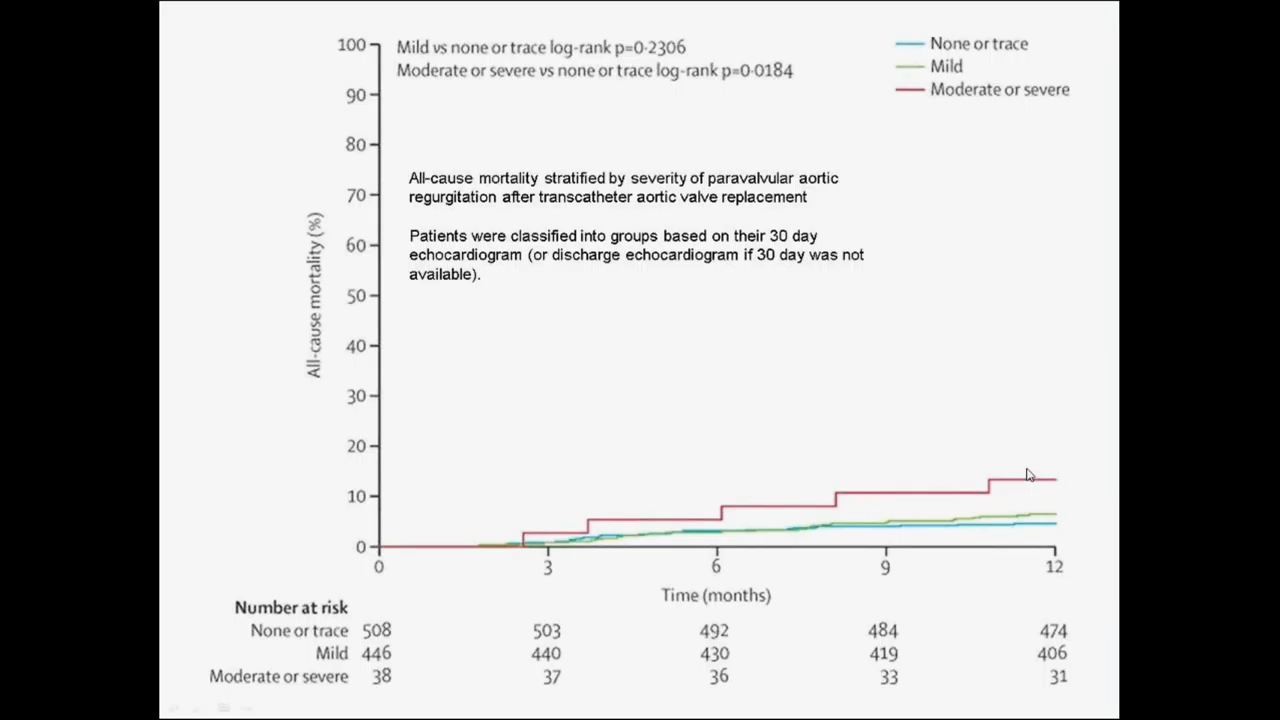 Mild vs none or trace log-rank p=0·2306
Moderate or severe vs none or trace log-rank p=0·0184
None or trace
Mild
Moderate or severe
All-cause mortality stratified by severity of paravalvular aortic
regurgitation after transcatheter aortic valve replacement
Patients were classified into groups based on their 30 day
echocardiogram (or discharge echocardiogram if 30 day was not
available).
All-cause mortality (%)
100
90
80
70
60
50
40
30
20
10
0
0 3 6 9 12
Time (months)
Number at risk
None or trace 508 503 492 484 474
Mild 446 440 430 419 406
Moderate or severe 38 37 36 33 31